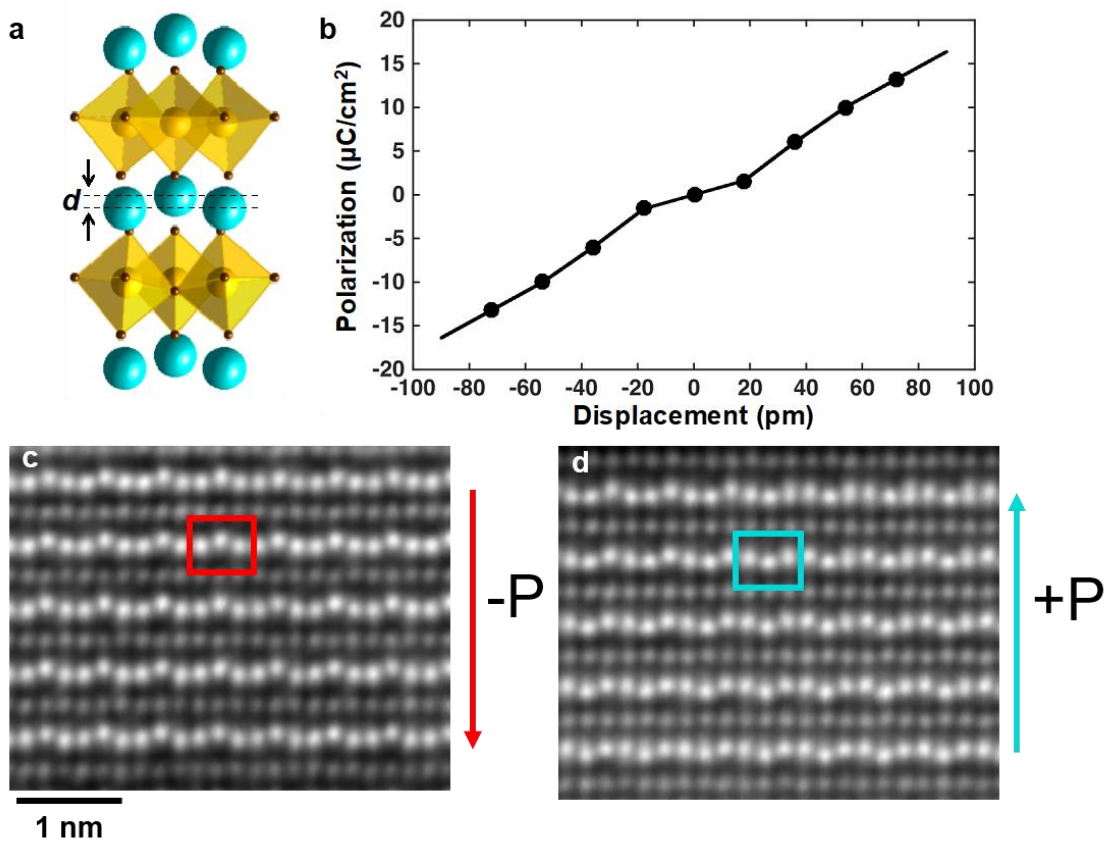 a
b
d
Polarization (µC/cm²)
20
15
10
5
0
-5
-10
-15
-20
-100 -80 -60 -40 -20 0 20 40 60 80 100
Displacement (pm)
c
-P
d
+P
1 nm